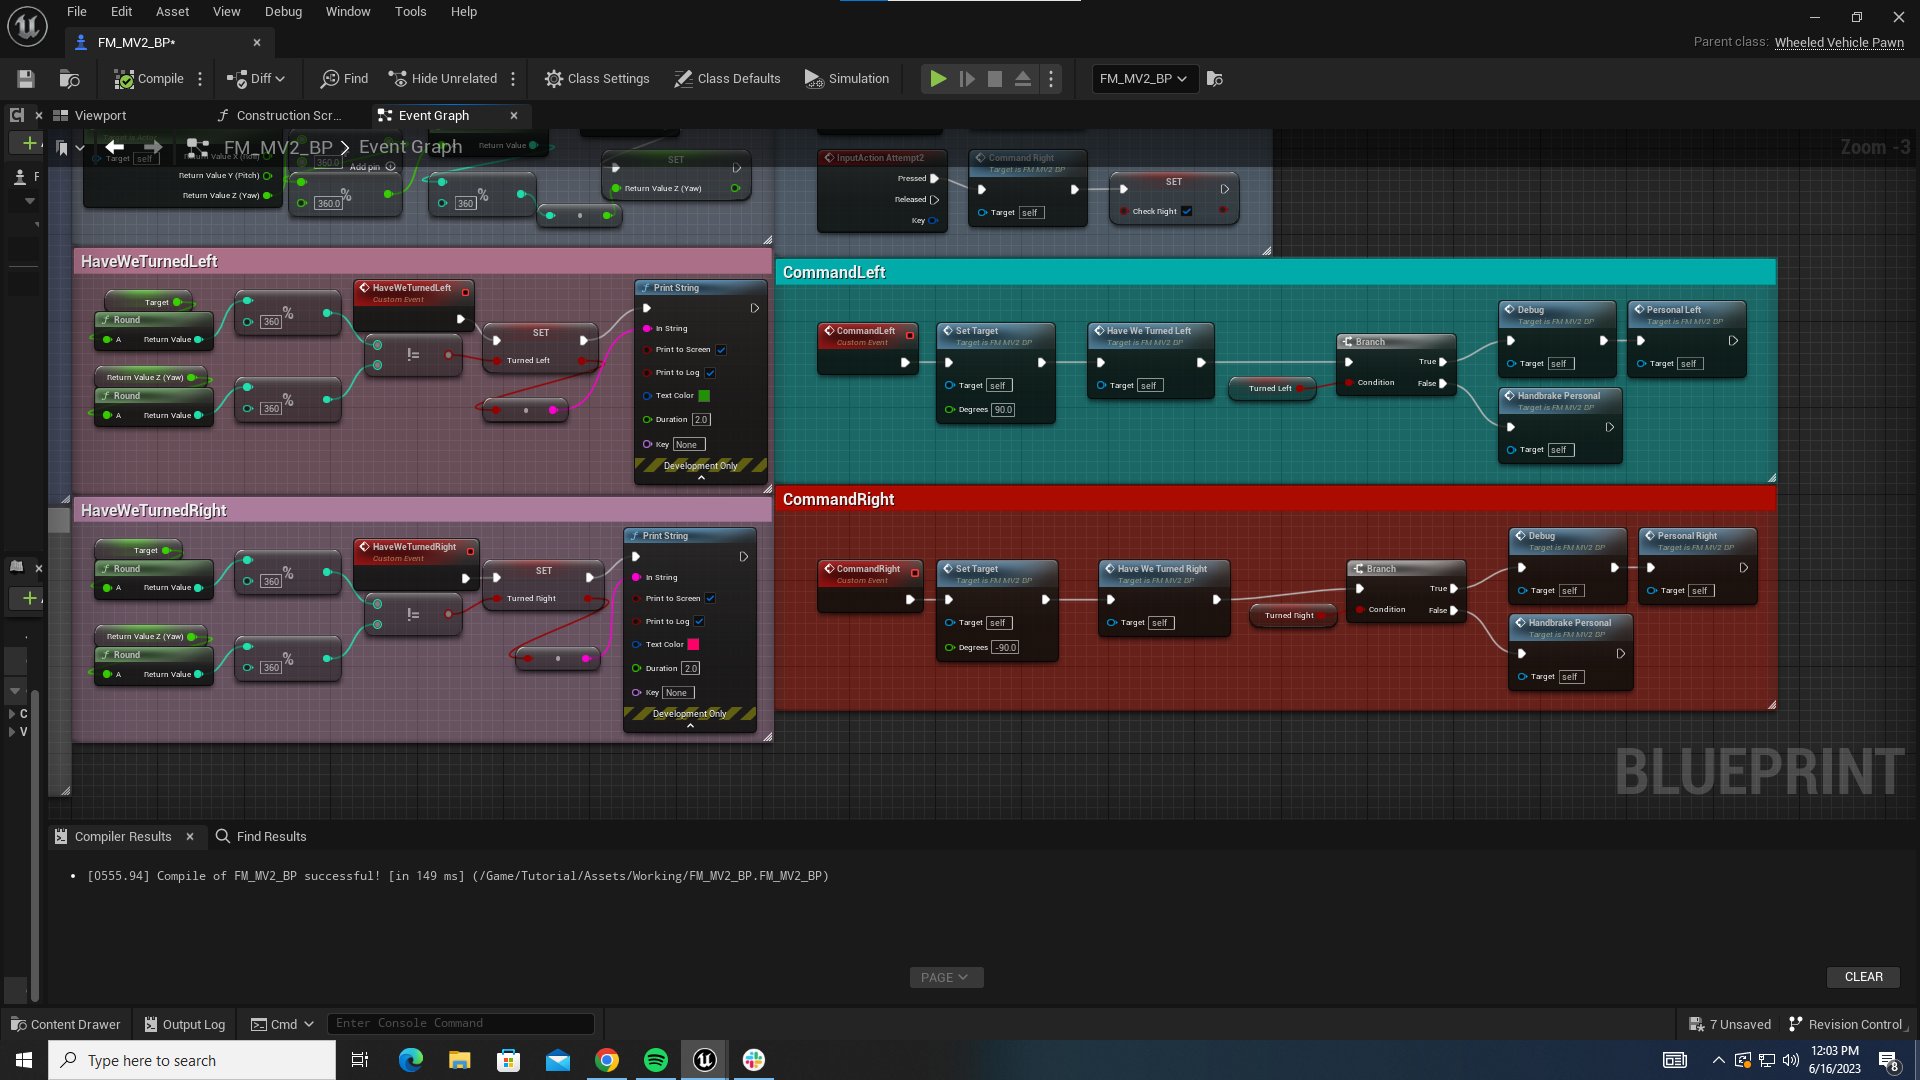 File Edit Asset View Debug Window Tools Help
FM_MV2_BP*
Parent class: Wheeled Vehicle Pawn
Compile Diff Find Hide Unrelated Class Settings Class Defaults Simulation FM_MV2_BP
Viewport Construction Scr... Event Graph
FM_MV2_BP > Event Graph
Zoom -3
Target self
Return Value Y (Pitch)
Return Value Z (Yaw)
360.0
Add pin
360.0 %
Return Value
360 %
SET
Return Value Z (Yaw)
InputAction Attempt2
Pressed
Released
Key
Command Right
Target is FM MV2 BP
Target self
SET
Check Right
HaveWeTurnedLeft
Target
Round
A Return Value
360 %
Return Value Z (Yaw)
Round
A Return Value
360 %
HaveWeTurnedLeft
Custom Event
!=
SET
Turned Left
Print String
In String
Print to Screen
Print to Log
Text Color
Duration 2.0
Key None
Development Only
CommandLeft
CommandLeft
Custom Event
Set Target
Target is FM MV2 BP
Target self
Degrees 90.0
Have We Turned Left
Target is FM MV2 BP
Target self
Turned Left
Branch
True
Condition False
Debug
Target is FM MV2 BP
Target self
Personal Left
Target is FM MV2 BP
Target self
Handbrake Personal
Target is FM MV2 BP
Target self
HaveWeTurnedRight
Target
Round
A Return Value
360 %
Return Value Z (Yaw)
Round
A Return Value
360 %
HaveWeTurnedRight
Custom Event
!=
SET
Turned Right
Print String
In String
Print to Screen
Print to Log
Text Color
Duration 2.0
Key None
Development Only
CommandRight
CommandRight
Custom Event
Set Target
Target is FM MV2 BP
Target self
Degrees -90.0
Have We Turned Right
Target is FM MV2 BP
Target self
Turned Right
Branch
True
Condition False
Debug
Target is FM MV2 BP
Target self
Personal Right
Target is FM MV2 BP
Target self
Handbrake Personal
Target is FM MV2 BP
Target self
BLUEPRINT
Compiler Results Find Results
[0555.94] Compile of FM_MV2_BP successful! [in 149 ms] (/Game/Tutorial/Assets/Working/FM_MV2_BP.FM_MV2_BP)
PAGE
CLEAR
Content Drawer Output Log Cmd Enter Console Command 7 Unsaved Revision Control
Type here to search
12:03 PM
6/16/2023
8